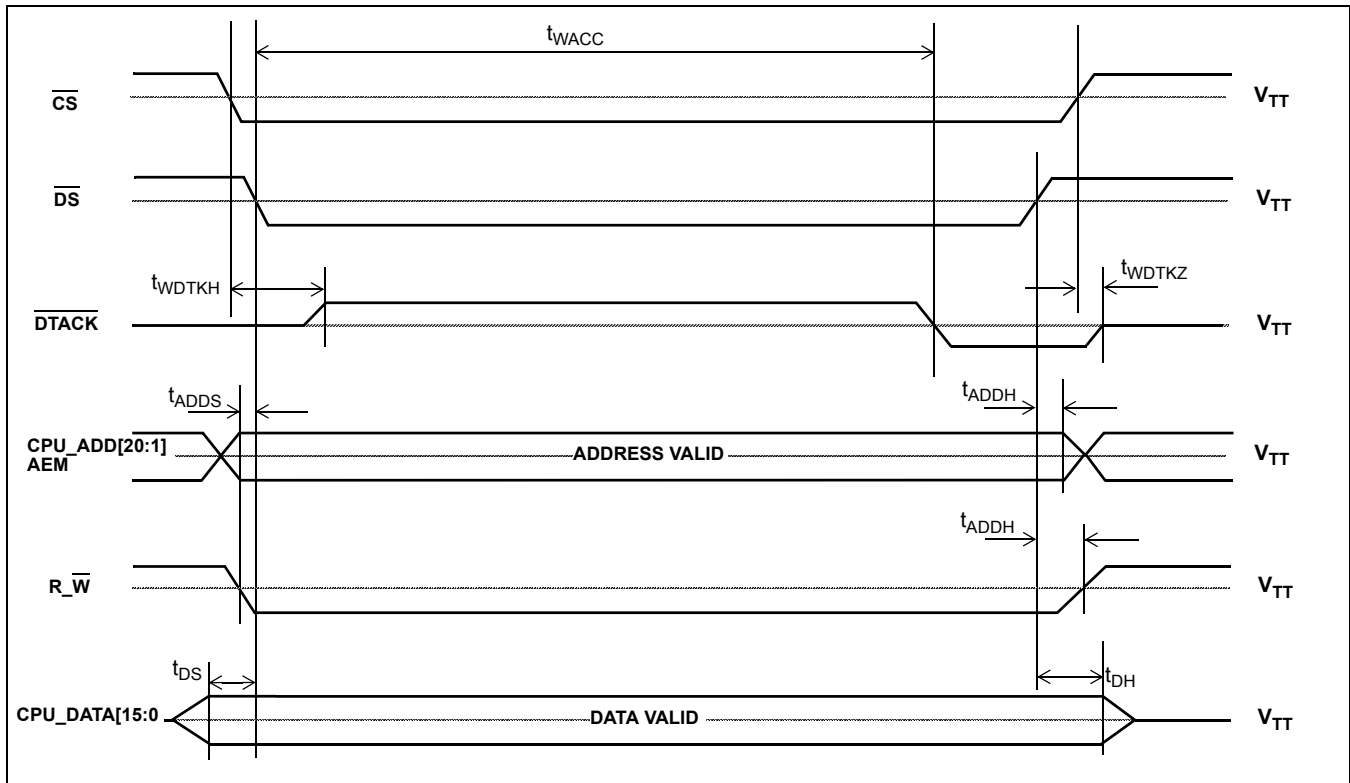 tWACC
CS VTT
DS VTT
tWDTKH tWDTKZ
DTACK VTT
tADDS tADDH
CPU_ADD[20:1]
AEM ADDRESS VALID VTT
tADDH
R_W VTT
tDS tDH
CPU_DATA[15:0 DATA VALID VTT